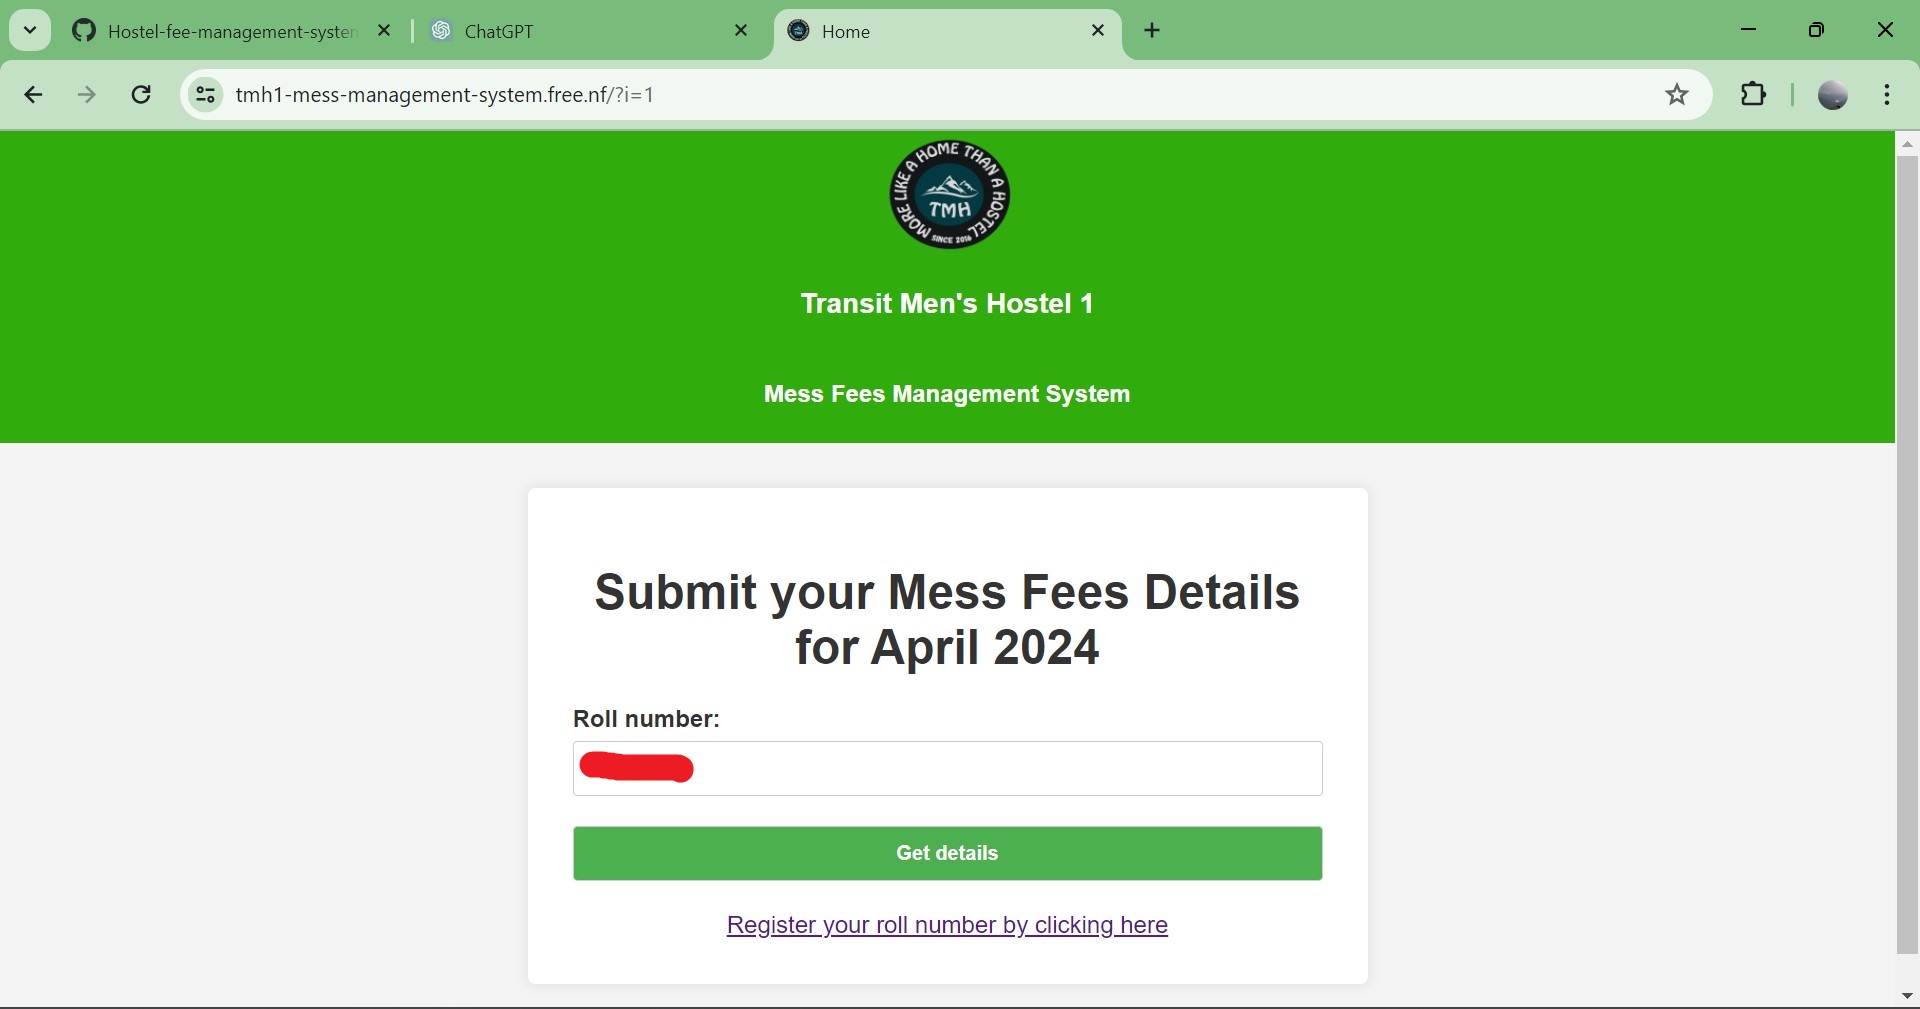 Hostel-fee-management-system
ChatGPT
Home
tmh1-mess-management-system.free.nf/?i=1
MORE LIKE A HOME THAN A HOSTEL
TMH
SINCE 2016
Transit Men's Hostel 1
Mess Fees Management System
Submit your Mess Fees Details
for April 2024
Roll number:
Get details
Register your roll number by clicking here